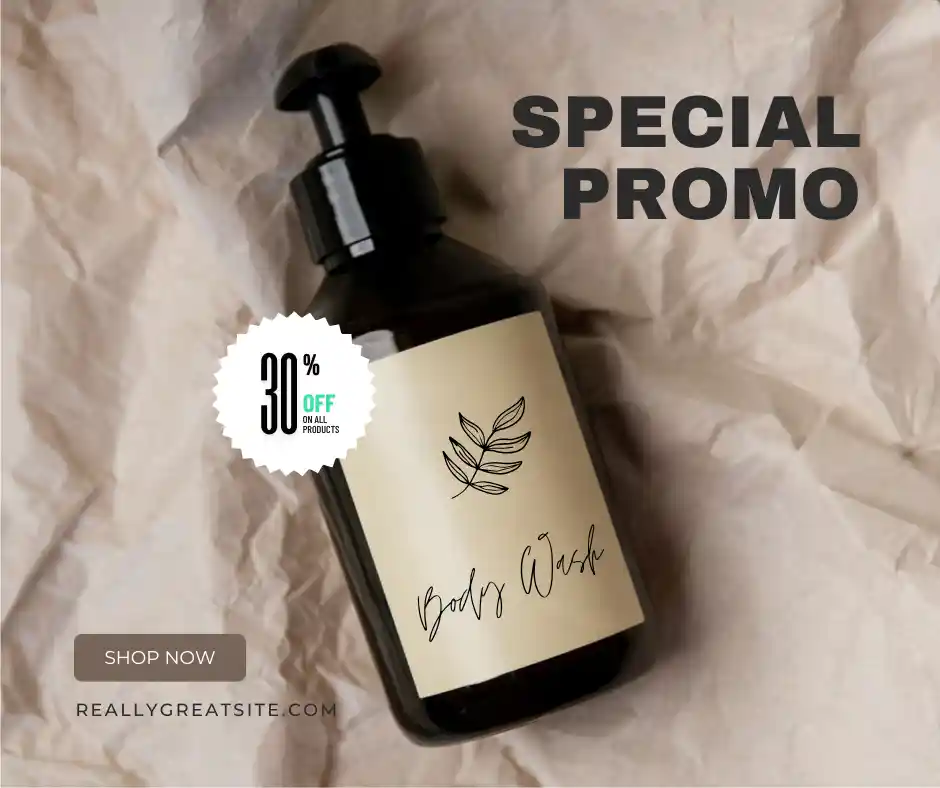 SPECIAL
PROMO
30%
OFF
ON ALL
PRODUCTS
Body Wash
SHOP NOW
REALLYGREATSITE.COM